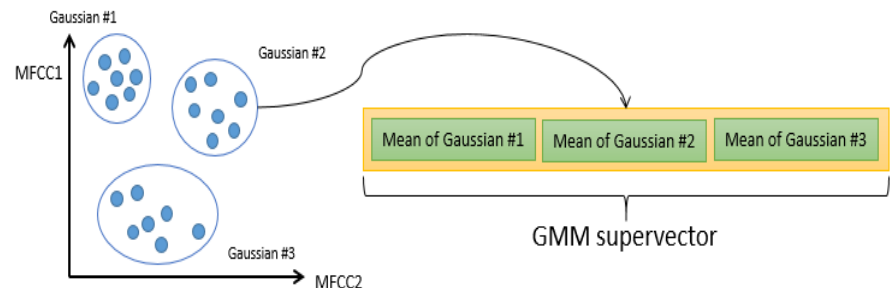 Gaussian #1
MFCC1
Gaussian #2
Mean of Gaussian #1
Mean of Gaussian #2
Mean of Gaussian #3
GMM supervector
Gaussian #3
MFCC2